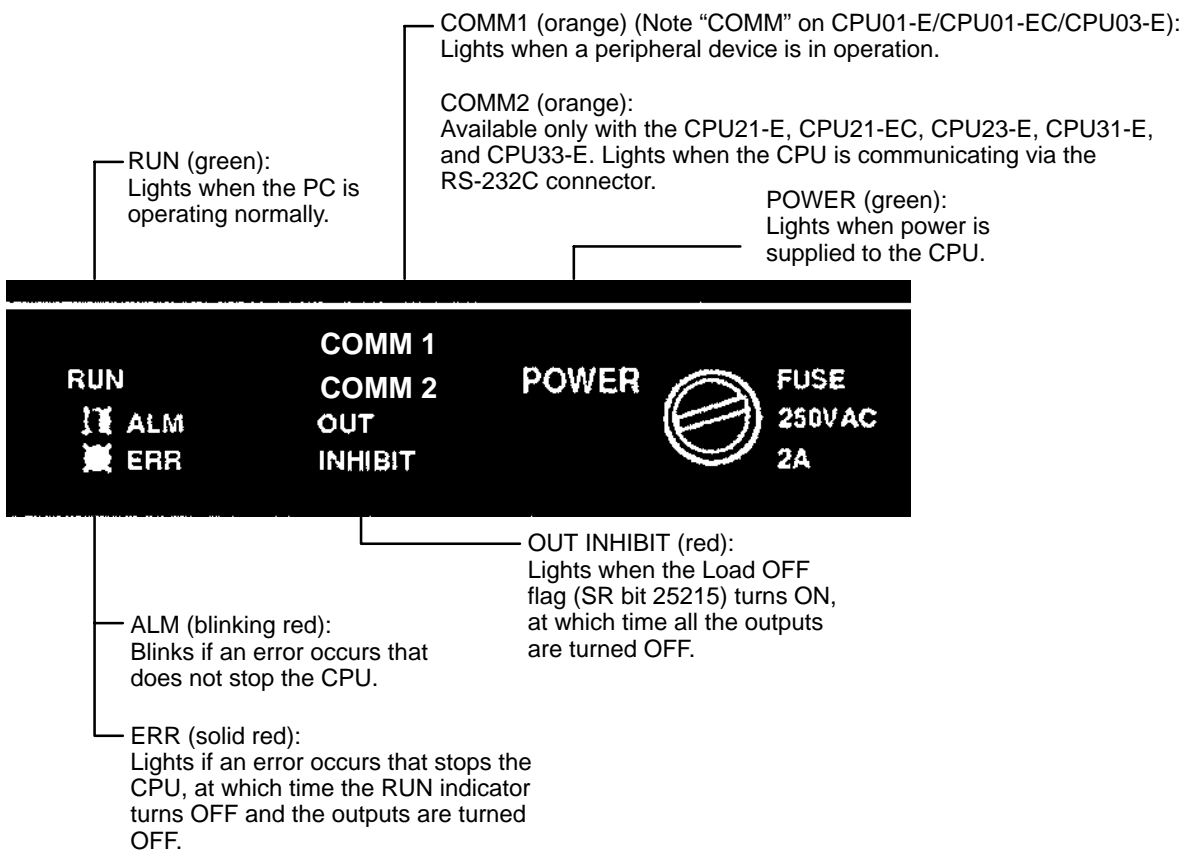 COMM1 (orange) (Note “COMM” on CPU01-E/CPU01-EC/CPU03-E):
Lights when a peripheral device is in operation.
COMM2 (orange):
Available only with the CPU21-E, CPU21-EC, CPU23-E, CPU31-E,
and CPU33-E. Lights when the CPU is communicating via the
RS-232C connector.
RUN (green):
Lights when the PC is
operating normally.
POWER (green):
Lights when power is
supplied to the CPU.
RUN
ALM
ERR
COMM 1
COMM 2
OUT
INHIBIT
POWER
FUSE
250VAC
2A
OUT INHIBIT (red):
Lights when the Load OFF
flag (SR bit 25215) turns ON,
at which time all the outputs
are turned OFF.
ALM (blinking red):
Blinks if an error occurs that
does not stop the CPU.
ERR (solid red):
Lights if an error occurs that stops the
CPU, at which time the RUN indicator
turns OFF and the outputs are turned
OFF.